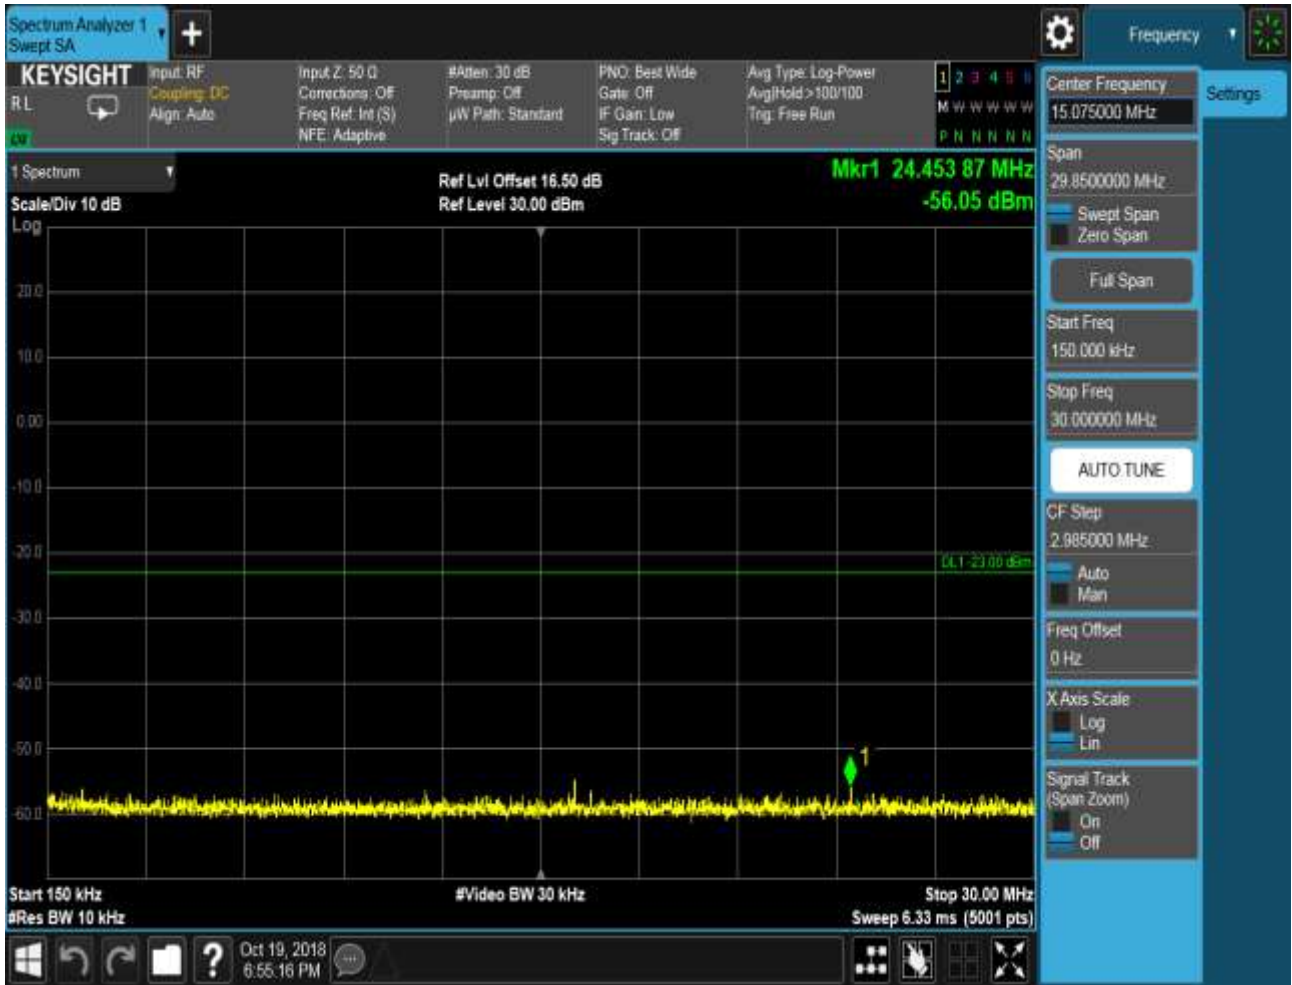 Spectrum Analyzer 1
Swept SA
Frequency
KEYSIGHT
RL
Input: RF
Coupling: DC
Align: Auto
Input Z: 50 Ω
Corrections: Off
Freq Ref: Int (S)
NFE: Adaptive
#Atten: 30 dB
Preamp: Off
µW Path: Standard
PNO: Best Wide
Gate: Off
IF Gain: Low
Sig Track: Off
Avg Type: Log-Power
Avg|Hold:>100/100
Trig: Free Run
1 2 3 4 5 6
M W W W W W
P N N N N N
1 Spectrum
Scale/Div 10 dB
Log
Ref Lvl Offset 16.50 dB
Ref Level 30.00 dBm
Mkr1 24.453 87 MHz
-56.05 dBm
20.0
10.0
0.00
-10.0
-20.0
-30.0
-40.0
-50.0
-60.0
DL1 -23.00 dBm
1
Start 150 kHz
#Res BW 10 kHz
#Video BW 30 kHz
Stop 30.00 MHz
Sweep 6.33 ms (5001 pts)
Center Frequency
15.075000 MHz
Settings
Span
29.8500000 MHz
Swept Span
Zero Span
Full Span
Start Freq
150.000 kHz
Stop Freq
30.000000 MHz
AUTO TUNE
CF Step
2.985000 MHz
Auto
Man
Freq Offset
0 Hz
X Axis Scale
Log
Lin
Signal Track
(Span Zoom)
On
Off
?
Oct 19, 2018
6:55:16 PM